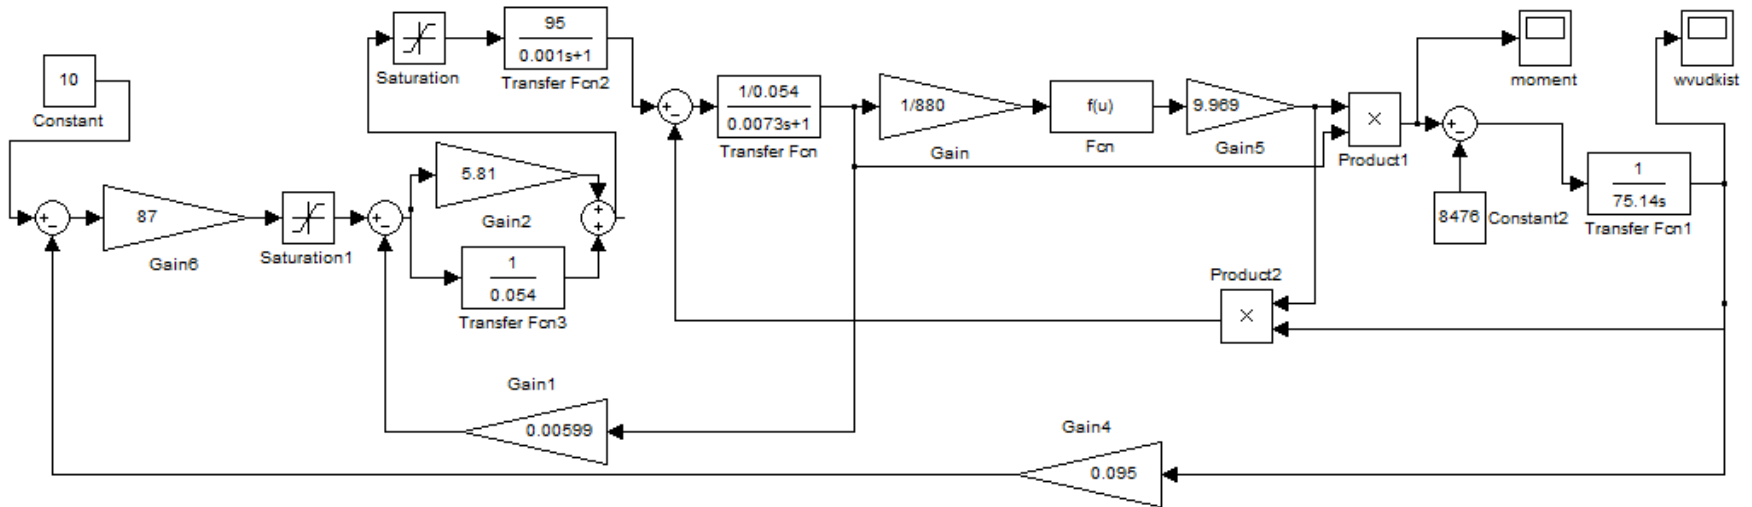 95
0.001s+1
Saturation
Transfer Fcn2
moment
wvudkist
10
Constant
1/0.054
0.0073s+1
Transfer Fcn
1/880
Gain
f(u)
Fcn
9.969
Gain5
×
Product1
87
Gain6
Saturation1
5.81
Gain2
1
0.054
Transfer Fcn3
8476
Constant2
1
75.14s
Transfer Fcn1
Product2
×
Gain1
0.00599
Gain4
0.095